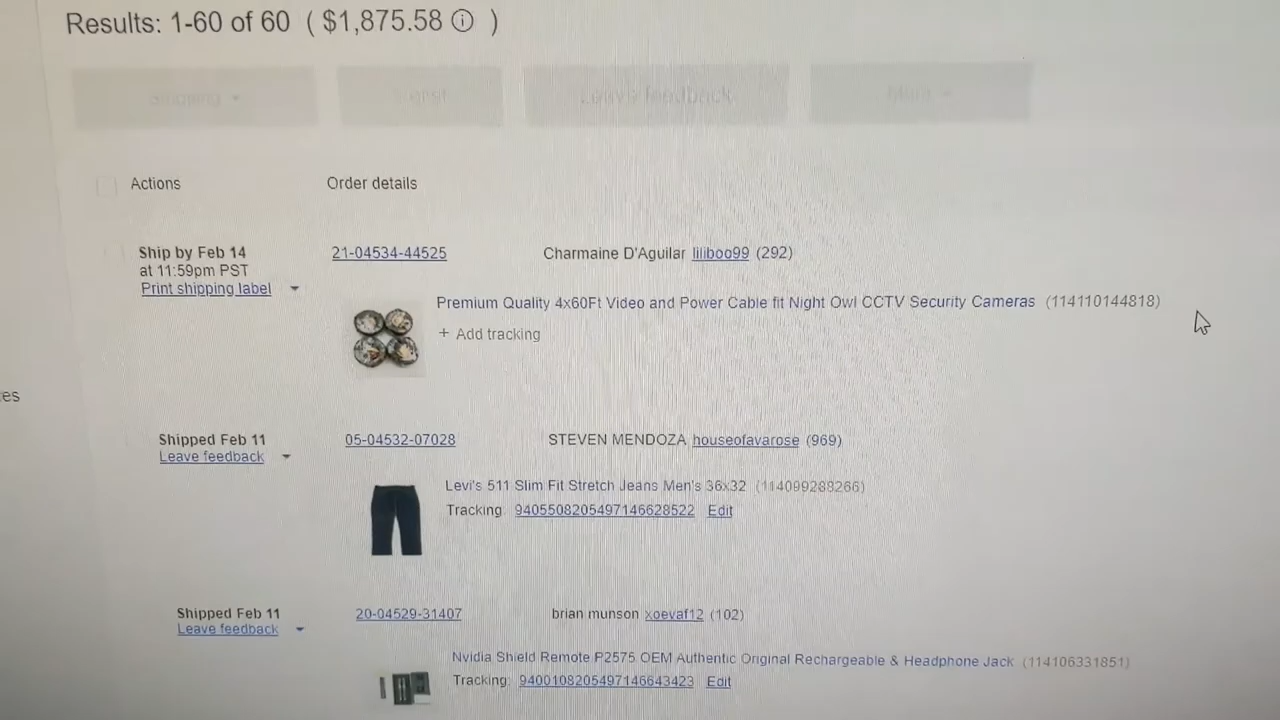 Results: 1-60 of 60 ( $1,875.58 )
Shipping
Leave feedback
More
Actions Order details
Ship by Feb 14 21-04534-44525 Charmaine D'Aguilar liliboo99 (292)
at 11:59pm PST
Print shipping label
Premium Quality 4x60Ft Video and Power Cable fit Night Owl CCTV Security Cameras (114110144818)
+ Add tracking
es
Shipped Feb 11 05-04532-07028 STEVEN MENDOZA houseofavarose (969)
Leave feedback
Levi's 511 Slim Fit Stretch Jeans Men's 36x32 (114099288266)
Tracking: 9405508205497146628522 Edit
Shipped Feb 11 20-04529-31407 brian munson xoevaf12 (102)
Leave feedback
Nvidia Shield Remote P2575 OEM Authentic Original Rechargeable & Headphone Jack (114106331851)
Tracking: 9400108205497146643423 Edit